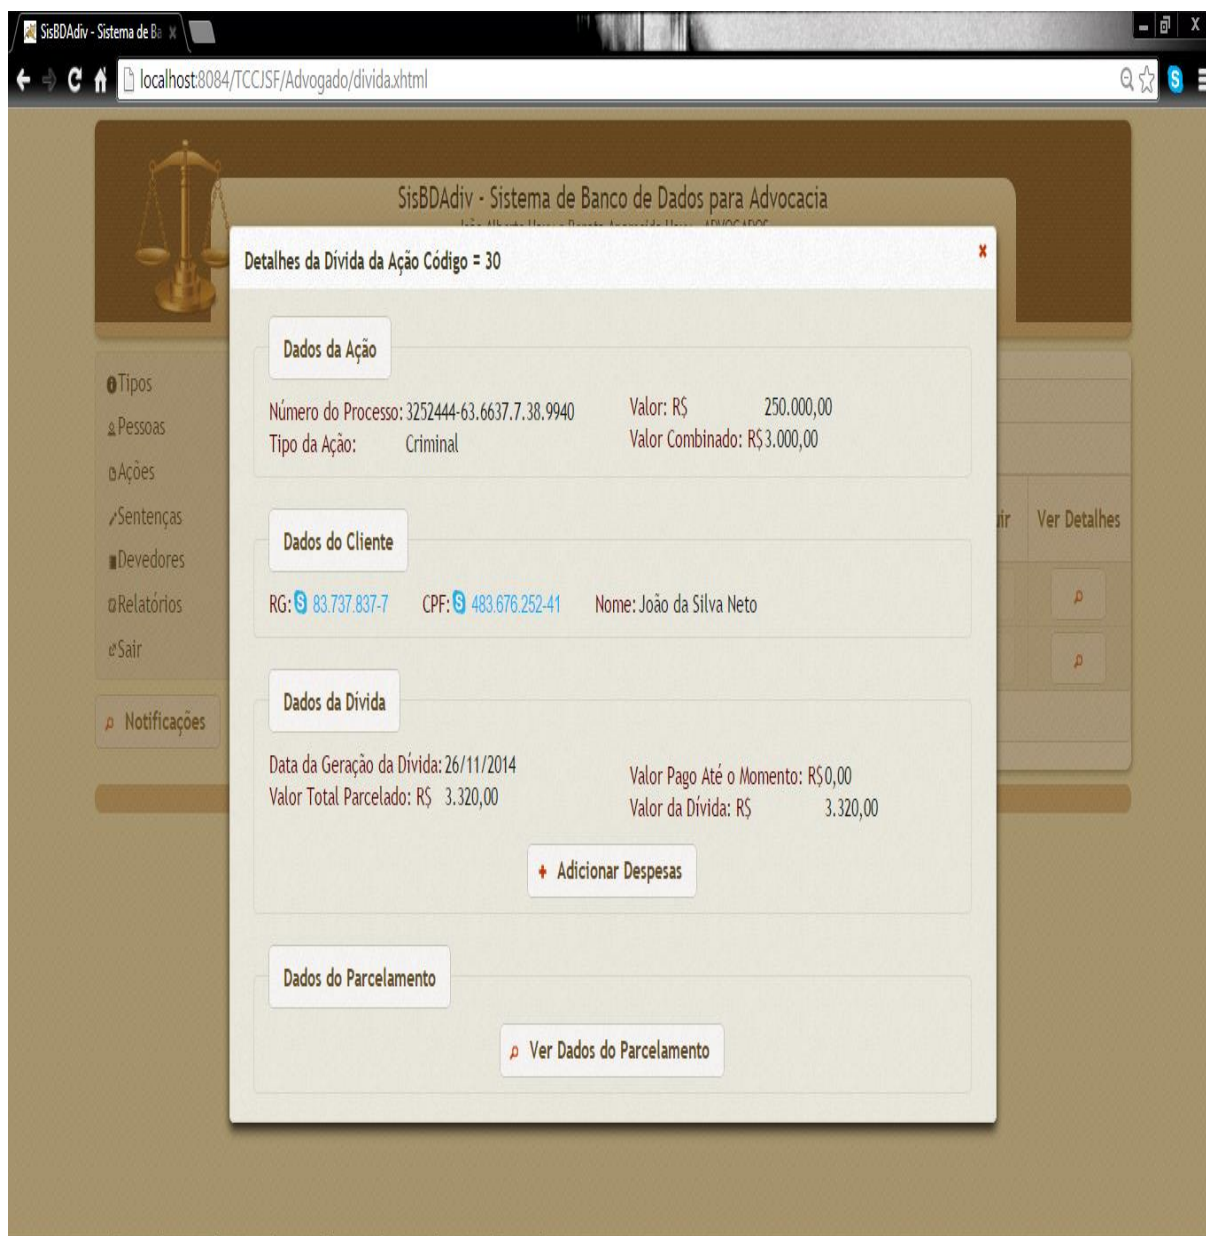 SisBDAdiv - Sistema de Ba
localhost:8084/TCCJSF/Advogado/divida.xhtml
SisBDAdiv - Sistema de Banco de Dados para Advocacia
Detalhes da Dívida da Ação Código = 30
Dados da Ação
Número do Processo: 3252444-63.6637.7.38.9940
Valor: R$ 250.000,00
Tipo da Ação: Criminal
Valor Combinado: R$ 3.000,00
Dados do Cliente
RG: 83.737.837-7 CPF: 483.676.252-41 Nome: João da Silva Neto
Dados da Dívida
Data da Geração da Dívida: 26/11/2014
Valor Pago Até o Momento: R$ 0,00
Valor Total Parcelado: R$ 3.320,00
Valor da Dívida: R$ 3.320,00
Adicionar Despesas
Dados do Parcelamento
Ver Dados do Parcelamento
Tipos
Pessoas
Ações
Sentenças
Devedores
Relatórios
Sair
Notificações
uir Ver Detalhes